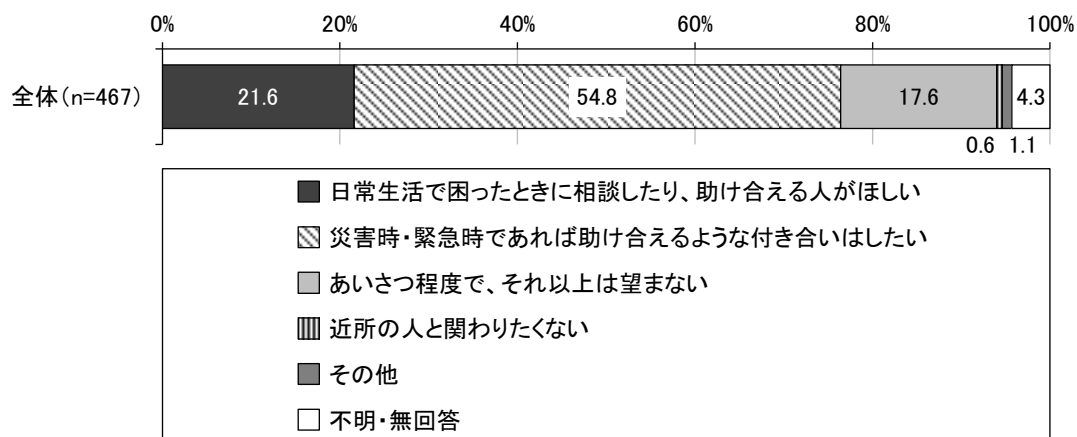 0% 20% 40% 60% 80% 100%
全体(n=467) 21.6 54.8 17.6 4.3
0.6 1.1
日常生活で困ったときに相談したり、助け合える人がほしい
災害時・緊急時であれば助け合えるような付き合いはしたい
あいさつ程度で、それ以上は望まない
近所の人と関わりたくない
その他
不明・無回答